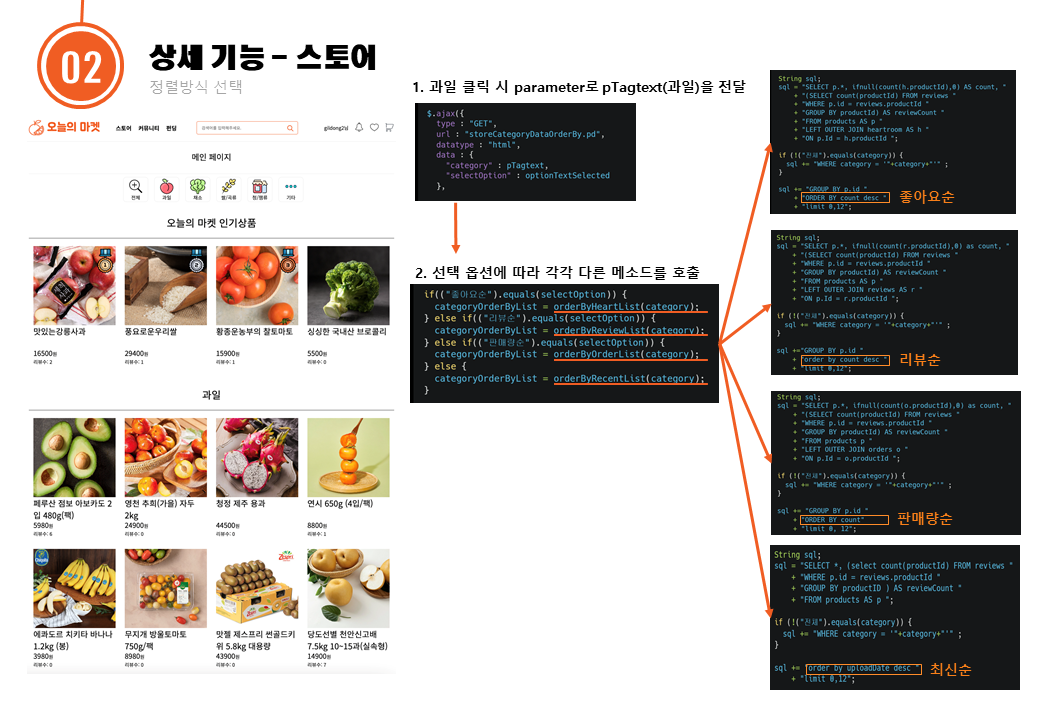 02
상세 기능 – 스토어
정렬방식 선택
오늘의 마켓
스토어 커뮤니티 펀딩
검색어를 입력해주세요.
gildong2님
메인 페이지
전체 과일 채소 쌀/곡류 잼/멸류 기타
오늘의 마켓 인기상품
맛있는강릉사과
16500원
리뷰수: 2
풍요로운우리쌀
29400원
리뷰수: 1
황종운농부의 찰토마토
15900원
리뷰수: 1
싱싱한 국내산 브로콜리
5500원
리뷰수: 0
과일
페루산 점보 아보카도 2
입 480g(팩)
5980원
리뷰수: 6
영천 추희(가을) 자두
2kg
24900원
리뷰수: 0
청정 제주 용과
44500원
리뷰수: 0
연시 650g (4입/팩)
8800원
리뷰수: 1
에콰도르 치키타 바나나
1.2kg (봉)
3980원
리뷰수: 0
무지개 방울토마토
750g/팩
8980원
리뷰수: 0
맛젤 제스프리 썬골드키
위 5.8kg 대용량
43900원
리뷰수: 0
당도선별 천안신고배
7.5kg 10~15과(실속형)
14900원
리뷰수: 7
1. 과일 클릭 시 parameter로 pTagtext(과일)을 전달
$.ajax({
type : "GET",
url : "storeCategoryDataOrderBy.pd",
datatype : "html",
data : {
"category" : pTagtext,
"selectOption" : optionTextSelected
},
2. 선택 옵션에 따라 각각 다른 메소드를 호출
if(("좋아요순").equals(selectOption)) {
categoryOrderByList = orderByHeartList(category);
} else if(("리뷰순").equals(selectOption)) {
categoryOrderByList = orderByReviewList(category);
} else if(("판매량순").equals(selectOption)) {
categoryOrderByList = orderByOrderList(category);
} else {
categoryOrderByList = orderByRecentList(category);
}
String sql;
sql = "SELECT p.*, ifnull(count(h.productId),0) AS count, "
+ "(SELECT count(productId) FROM reviews "
+ "WHERE p.id = reviews.productId "
+ "GROUP BY productId) AS reviewCount "
+ "FROM products AS p "
+ "LEFT OUTER JOIN heartroom AS h "
+ "ON p.Id = h.productId ";
if (!("전체").equals(category)) {
sql += "WHERE category = '"+category+"'" ;
}
sql += "GROUP BY p.id "
+ "ORDER BY count desc "
+ "limit 0,12";
좋아요순
String sql;
sql = "SELECT p.*, ifnull(count(r.productId),0) as count, "
+ "(SELECT count(productId) FROM reviews "
+ "WHERE p.id = reviews.productId "
+ "GROUP BY productId) AS reviewCount "
+ "FROM products AS p "
+ "LEFT OUTER JOIN reviews AS r "
+ "ON p.Id = r.productId ";
if (!("전체").equals(category)) {
sql += "WHERE category = '"+category+"'" ;
}
sql +="GROUP BY p.id "
+ "order by count desc "
+ "limit 0,12";
리뷰순
String sql;
sql = "SELECT p.*, ifnull(count(o.productId),0) as count, "
+ "(SELECT count(productId) FROM reviews "
+ "WHERE p.id = reviews.productId "
+ "GROUP BY productId) AS reviewCount "
+ "FROM products p "
+ "LEFT OUTER JOIN orders o "
+ "ON p.Id = o.productId ";
if (!("전체").equals(category)) {
sql += "WHERE category = '"+category+"'" ;
}
sql += "GROUP BY p.id "
+ "ORDER BY count"
+ "limit 0, 12";
판매량순
String sql;
sql = "SELECT *, (select count(productId) FROM reviews "
+ "WHERE p.id = reviews.productId "
+ "GROUP BY productID ) AS reviewCount "
+ "FROM products AS p ";
if (!("전체").equals(category)) {
sql += "WHERE category = '"+category+"'" ;
}
sql += "order by uploadDate desc "
+ "limit 0,12";
최신순